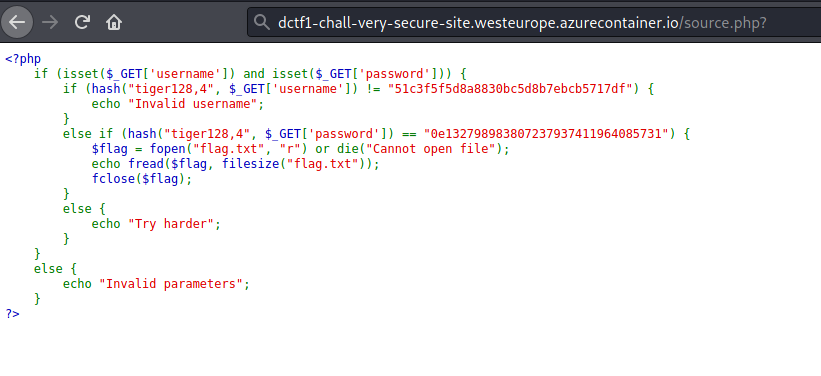 dctf1-chall-very-secure-site.westeurope.azurecontainer.io/source.php?
<?php
    if (isset($_GET['username']) and isset($_GET['password'])) {
        if (hash("tiger128,4", $_GET['username']) != "51c3f5f5d8a8830bc5d8b7ebcb5717df") {
            echo "Invalid username";
        }
        else if (hash("tiger128,4", $_GET['password']) == "0e132798983807237937411964085731") {
            $flag = fopen("flag.txt", "r") or die("Cannot open file");
            echo fread($flag, filesize("flag.txt"));
            fclose($flag);
        }
        else {
            echo "Try harder";
        }
    }
    else {
        echo "Invalid parameters";
    }
?>